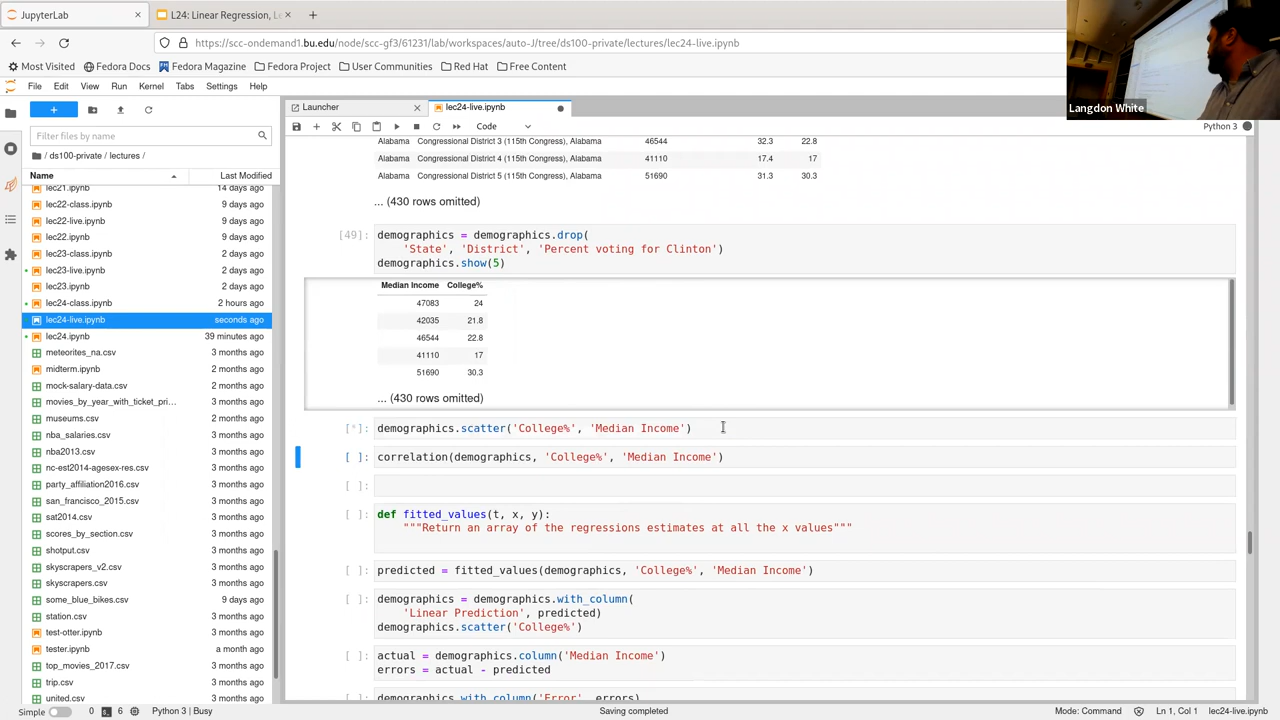 JupyterLab
L24: Linear Regression, Le
https://scc-ondemand1.bu.edu/node/scc-gf3/61231/lab/workspaces/auto-J/tree/ds100-private/lectures/lec24-live.ipynb
Most Visited
Fedora Docs
Fedora Magazine
Fedora Project
User Communities
Red Hat
Free Content
Langdon White
File Edit View Run Kernel Tabs Settings Help
Launcher
lec24-live.ipynb
Filter files by name
/ ds100-private / lectures /
Name Last Modified
lec21.ipynb 14 days ago
lec22-class.ipynb 9 days ago
lec22-live.ipynb 9 days ago
lec22.ipynb 9 days ago
lec23-class.ipynb 2 days ago
lec23-live.ipynb 2 days ago
lec23.ipynb 2 days ago
lec24-class.ipynb 2 hours ago
lec24-live.ipynb seconds ago
lec24.ipynb 39 minutes ago
meteorites_na.csv 3 months ago
midterm.ipynb 2 months ago
mock-salary-data.csv 2 months ago
movies_by_year_with_ticket_pri... 3 months ago
museums.csv 2 months ago
nba_salaries.csv 3 months ago
nba2013.csv 3 months ago
nc-est2014-agesex-res.csv 3 months ago
party_affiliation2016.csv 3 months ago
san_francisco_2015.csv 3 months ago
sat2014.csv 3 months ago
scores_by_section.csv 3 months ago
shotput.csv 3 months ago
skyscrapers_v2.csv 3 months ago
skyscrapers.csv 3 months ago
some_blue_bikes.csv 9 days ago
station.csv 3 months ago
test-otter.ipynb 3 months ago
tester.ipynb a month ago
top_movies_2017.csv 3 months ago
trip.csv 3 months ago
united.csv 3 months ago
Code
Python 3
Alabama Congressional District 3 (115th Congress), Alabama 46544 32.3 22.8
Alabama Congressional District 4 (115th Congress), Alabama 41110 17.4 17
Alabama Congressional District 5 (115th Congress), Alabama 51690 31.3 30.3
... (430 rows omitted)
[49]: demographics = demographics.drop(
'State', 'District', 'Percent voting for Clinton')
demographics.show(5)
Median Income College%
47083 24
42035 21.8
46544 22.8
41110 17
51690 30.3
... (430 rows omitted)
[*]: demographics.scatter('College%', 'Median Income')
[ ]: correlation(demographics, 'College%', 'Median Income')
[ ]:
[ ]: def fitted_values(t, x, y):
"""Return an array of the regressions estimates at all the x values"""
[ ]: predicted = fitted_values(demographics, 'College%', 'Median Income')
[ ]: demographics = demographics.with_column(
'Linear Prediction', predicted)
demographics.scatter('College%')
[ ]: actual = demographics.column('Median Income')
errors = actual - predicted
[ ]: demographics.with_column('Error', errors)
Simple 0 6 Python 3 | Busy
Saving completed
Mode: Command
Ln 1, Col 1
lec24-live.ipynb